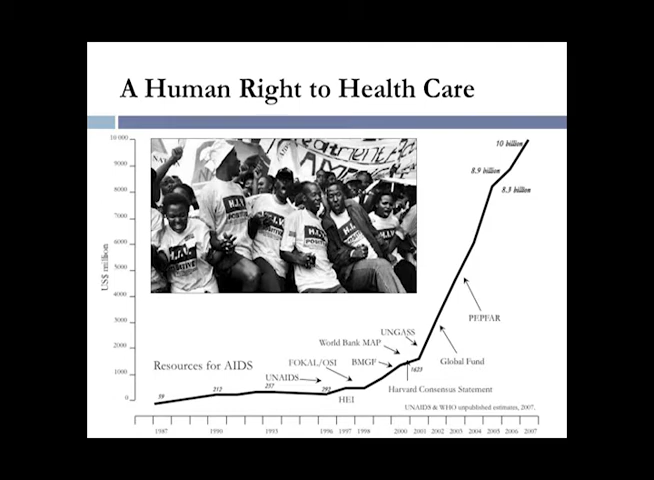 A Human Right to Health Care
10 000
9000
8000
7000
6000
5000
4000
3000
2000
1000
0
US$ million
H.I.V.
POSITIVE
H.I.V.
POSITIVE
10 billion
8.9 billion
8.3 billion
PEPFAR
UNGASS
World Bank MAP
Global Fund
FOKAL/OSI
BMGF
1623
Resources for AIDS
UNAIDS
Harvard Consensus Statement
59
212
257
292
HEI
UNAIDS & WHO unpublished estimates, 2007.
1987
1990
1996
1997
1998
2000
2001
2002
2003
2004
2005
2006
2007